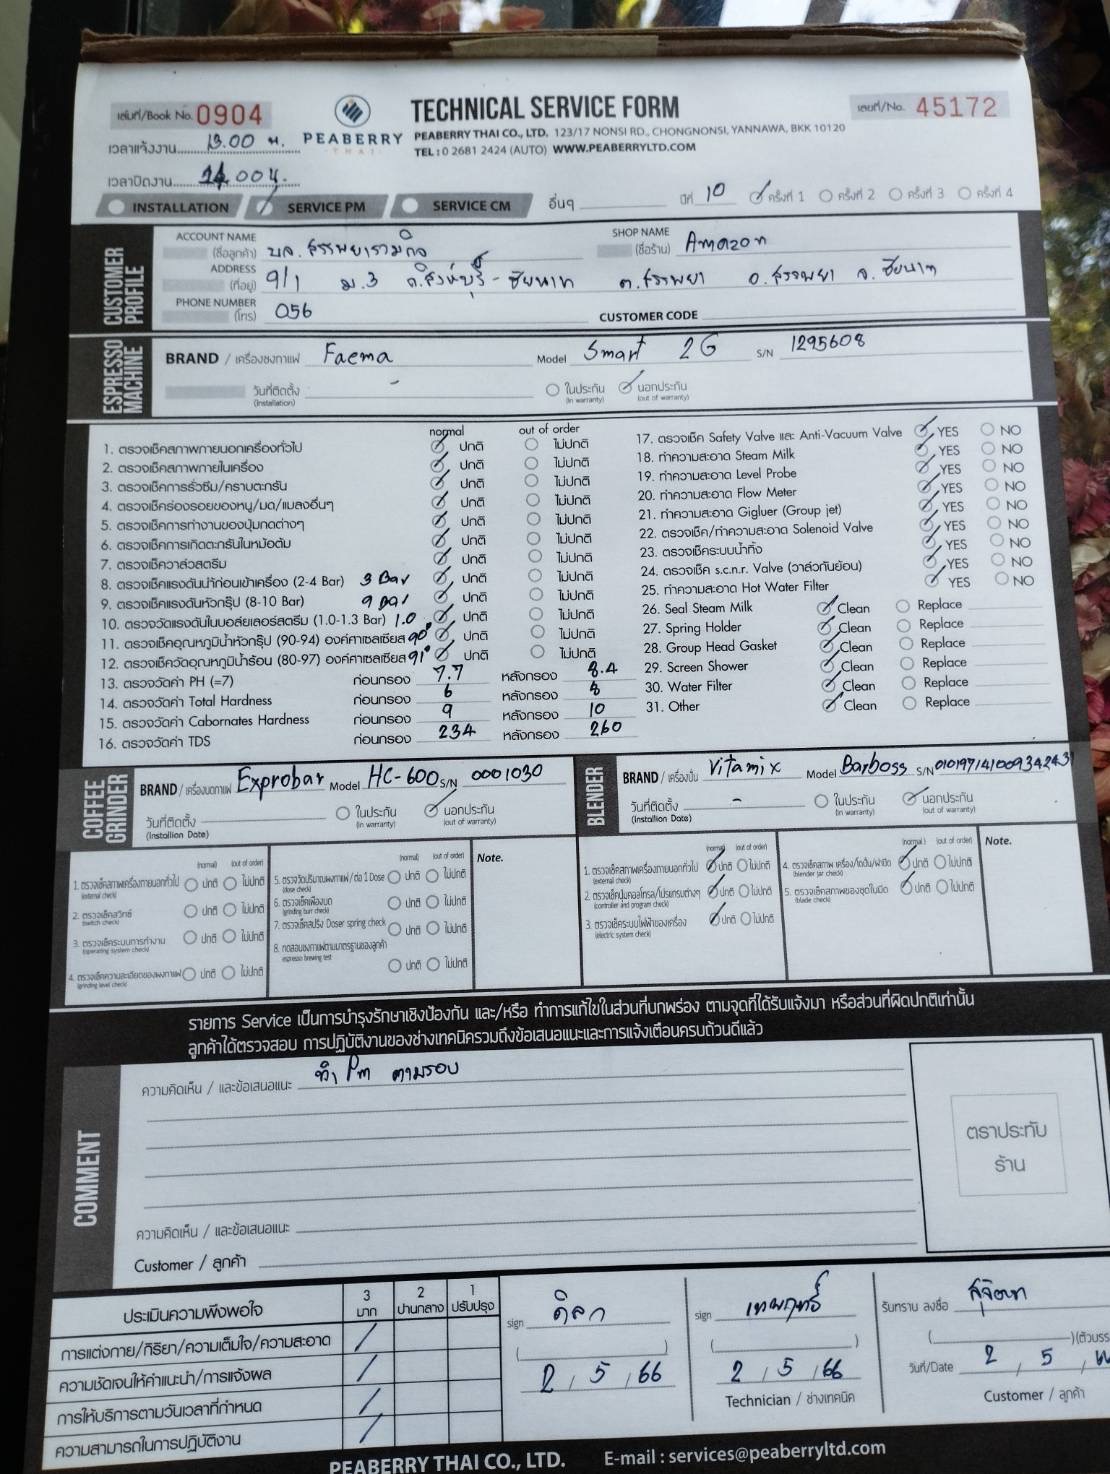 เล่มที่/Book No. 0904
PEABERRY
THAI
TECHNICAL SERVICE FORM
PEABERRY THAI CO., LTD. 123/17 NONSI RD., CHONGNONSI, YANNAWA, BKK 10120
TEL : 0 2681 2424 (AUTO) WWW.PEABERRYLTD.COM
เลขที่/No. 45172
เวลาแจ้งงาน 13.00 น.
เวลาปิดงาน 14.00 น.
INSTALLATION SERVICE PM SERVICE CM อื่นๆ ปีที่ 10 ครั้งที่ 1 ครั้งที่ 2 ครั้งที่ 3 ครั้งที่ 4
CUSTOMER PROFILE
ACCOUNT NAME (ชื่อลูกค้า) บจ. สรรพยารวมกิจ SHOP NAME (ชื่อร้าน) Amazon
ADDRESS (ที่อยู่) 9/1 ม.3 ถ.สิงห์บุรี - ชัยนาท ต.สรรพยา อ.สรรพยา จ.ชัยนาท
PHONE NUMBER (โทร) 056 CUSTOMER CODE
ESPRESSO MACHINE
BRAND / เครื่องชงกาแฟ Faema Model Smart 2G S/N 1295608
วันที่ติดตั้ง (Installation) - ในประกัน (in warranty) นอกประกัน (out of warranty)
normal out of order
1. ตรวจเช็คสภาพภายนอกเครื่องทั่วไป ปกติ ไม่ปกติ
2. ตรวจเช็คสภาพภายในเครื่อง ปกติ ไม่ปกติ
3. ตรวจเช็คการรั่วซึม/คราบตะกรัน ปกติ ไม่ปกติ
4. ตรวจเช็คร่องรอยของหนู/มด/แมลงอื่นๆ ปกติ ไม่ปกติ
5. ตรวจเช็คการทำงานของปุ่มกดต่างๆ ปกติ ไม่ปกติ
6. ตรวจเช็คการเกิดตะกรันในหม้อต้ม ปกติ ไม่ปกติ
7. ตรวจเช็ควาล์วสตรีม ปกติ ไม่ปกติ
8. ตรวจเช็คแรงดันน้ำก่อนเข้าเครื่อง (2-4 Bar) 3 Bar ปกติ ไม่ปกติ
9. ตรวจเช็คแรงดันหัวกรุ๊ป (8-10 Bar) 9 Bar ปกติ ไม่ปกติ
10. ตรวจวัดแรงดันในบอล์ยเลอร์สตรีม (1.0-1.3 Bar) 1.0 ปกติ ไม่ปกติ
11. ตรวจเช็คอุณหภูมิน้ำหัวกรุ๊ป (90-94) องศาเซลเซียส 90° ปกติ ไม่ปกติ
12. ตรวจเช็ควัดอุณหภูมิน้ำร้อน (80-97) องศาเซลเซียส 91° ปกติ ไม่ปกติ
13. ตรวจวัดค่า PH (=7) ก่อนกรอง 7.7 หลังกรอง 8.4
14. ตรวจวัดค่า Total Hardness ก่อนกรอง 6 หลังกรอง 8
15. ตรวจวัดค่า Cabornates Hardness ก่อนกรอง 9 หลังกรอง 10
16. ตรวจวัดค่า TDS ก่อนกรอง 234 หลังกรอง 260
17. ตรวจเช็ค Safety Valve และ Anti-Vacuum Valve YES NO
18. ทำความสะอาด Steam Milk YES NO
19. ทำความสะอาด Level Probe YES NO
20. ทำความสะอาด Flow Meter YES NO
21. ทำความสะอาด Gigluer (Group jet) YES NO
22. ตรวจเช็ค/ทำความสะอาด Solenoid Valve YES NO
23. ตรวจเช็คระบบน้ำทิ้ง YES NO
24. ตรวจเช็ค s.c.n.r. Valve (วาล์วกันย้อน) YES NO
25. ทำความสะอาด Hot Water Filter YES NO
26. Seal Steam Milk Clean Replace
27. Spring Holder Clean Replace
28. Group Head Gasket Clean Replace
29. Screen Shower Clean Replace
30. Water Filter Clean Replace
31. Other Clean Replace
COFFEE GRINDER
BRAND / เครื่องบดกาแฟ Exprobar Model HC-600 S/N 0001030
วันที่ติดตั้ง (Installion Date) ในประกัน (in warranty) นอกประกัน (out of warranty)
BLENDER
BRAND / เครื่องปั่น Vitamix Model Barboss S/N 010197141009342431
วันที่ติดตั้ง (Installion Date) - ในประกัน (in warranty) นอกประกัน (out of warranty)
(normal) (out of order) (normal) (out of order) Note.
1. ตรวจเช็คสภาพเครื่องภายนอกทั่วไป (external check) ปกติ ไม่ปกติ
2. ตรวจเช็คสวิทช์ (switch check) ปกติ ไม่ปกติ
3. ตรวจเช็คระบบการทำงาน (operating system check) ปกติ ไม่ปกติ
4. ตรวจเช็คความละเอียดของผงกาแฟ (grinding level check) ปกติ ไม่ปกติ
5. ตรวจวัดปริมาณผงกาแฟ / ต่อ 1 Dose (dose check) ปกติ ไม่ปกติ
6. ตรวจเช็คเฟืองบด (grinding burr check) ปกติ ไม่ปกติ
7. ตรวจเช็คสปริง Doser spring check ปกติ ไม่ปกติ
8. ทดสอบชงกาแฟตามมาตรฐานของลูกค้า espresso brewing test ปกติ ไม่ปกติ
(normal) (out of order) (normal) (out of order) Note.
1. ตรวจเช็คสภาพเครื่องภายนอกทั่วไป (external check) ปกติ ไม่ปกติ
2. ตรวจเช็คปุ่มคอลโทรล/โปรแกรมต่างๆ (controller and program check) ปกติ ไม่ปกติ
3. ตรวจเช็คระบบไฟฟ้าของเครื่อง (electric system check) ปกติ ไม่ปกติ
4. ตรวจเช็คสภาพ เครื่อง/โถปั่น/ฝาปิด (blender jar check) ปกติ ไม่ปกติ
5. ตรวจเช็คสภาพของชุดใบมีด (blade check) ปกติ ไม่ปกติ
รายการ Service เป็นการบำรุงรักษาเชิงป้องกัน และ/หรือ ทำการแก้ไขในส่วนที่บกพร่อง ตามจุดที่ได้รับแจ้งมา หรือส่วนที่ผิดปกติเท่านั้น
ลูกค้าได้ตรวจสอบ การปฏิบัติงานของช่างเทคนิครวมถึงข้อเสนอแนะและการแจ้งเตือนครบถ้วนดีแล้ว
COMMENT
ความคิดเห็น / และข้อเสนอแนะ ทำ Pm ตามรอบ
ตราประทับ
ร้าน
ความคิดเห็น / และข้อเสนอแนะ
Customer / ลูกค้า
ประเมินความพึงพอใจ 3 มาก 2 ปานกลาง 1 ปรับปรุง
การแต่งกาย/กิริยา/ความเต็มใจ/ความสะอาด /
ความชัดเจนให้คำแนะนำ/การแจ้งผล /
การให้บริการตามวันเวลาที่กำหนด /
ความสามารถในการปฏิบัติงาน /
sign ดิลก
2 / 5 / 66
sign เทพฤทธิ์
2 / 5 / 66
Technician / ช่างเทคนิค
รับทราบ ลงชื่อ
วันที่/Date 2 / 5 / 66
Customer / ลูกค้า
PEABERRY THAI CO., LTD. E-mail : services@peaberryltd.com